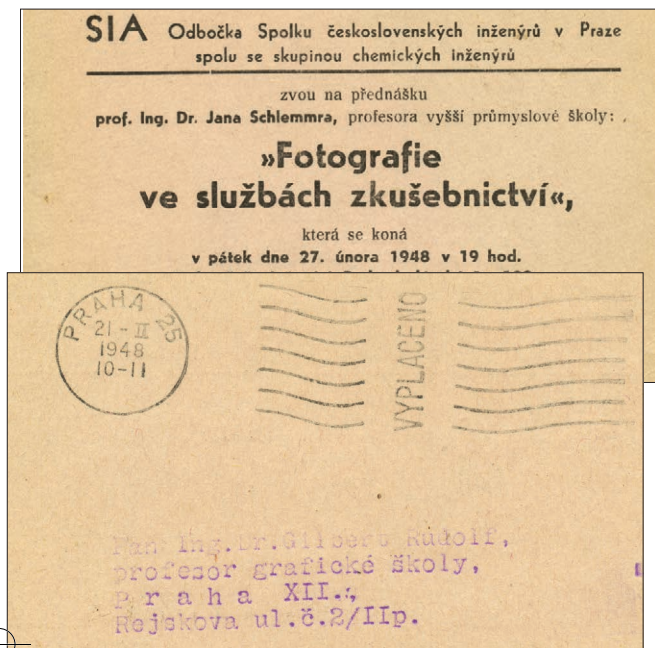 SIA Odbočka Spolku československých inženýrů v Praze
spolu se skupinou chemických inženýrů
zvou na přednášku
prof. Ing. Dr. Jana Schlemmra, profesora vyšší průmyslové školy:
»Fotografie
ve službách zkušebnictví«,
která se koná
v pátek dne 27. února 1948 v 19 hod.
PRAHA 25
21 - II
1948
10-11
VYPLACENO
Pan Ing.Dr.Gilbert Rudolf,
profesor grafické školy,
P r a h a XII.,
Rejskova ul.č.2/IIp.